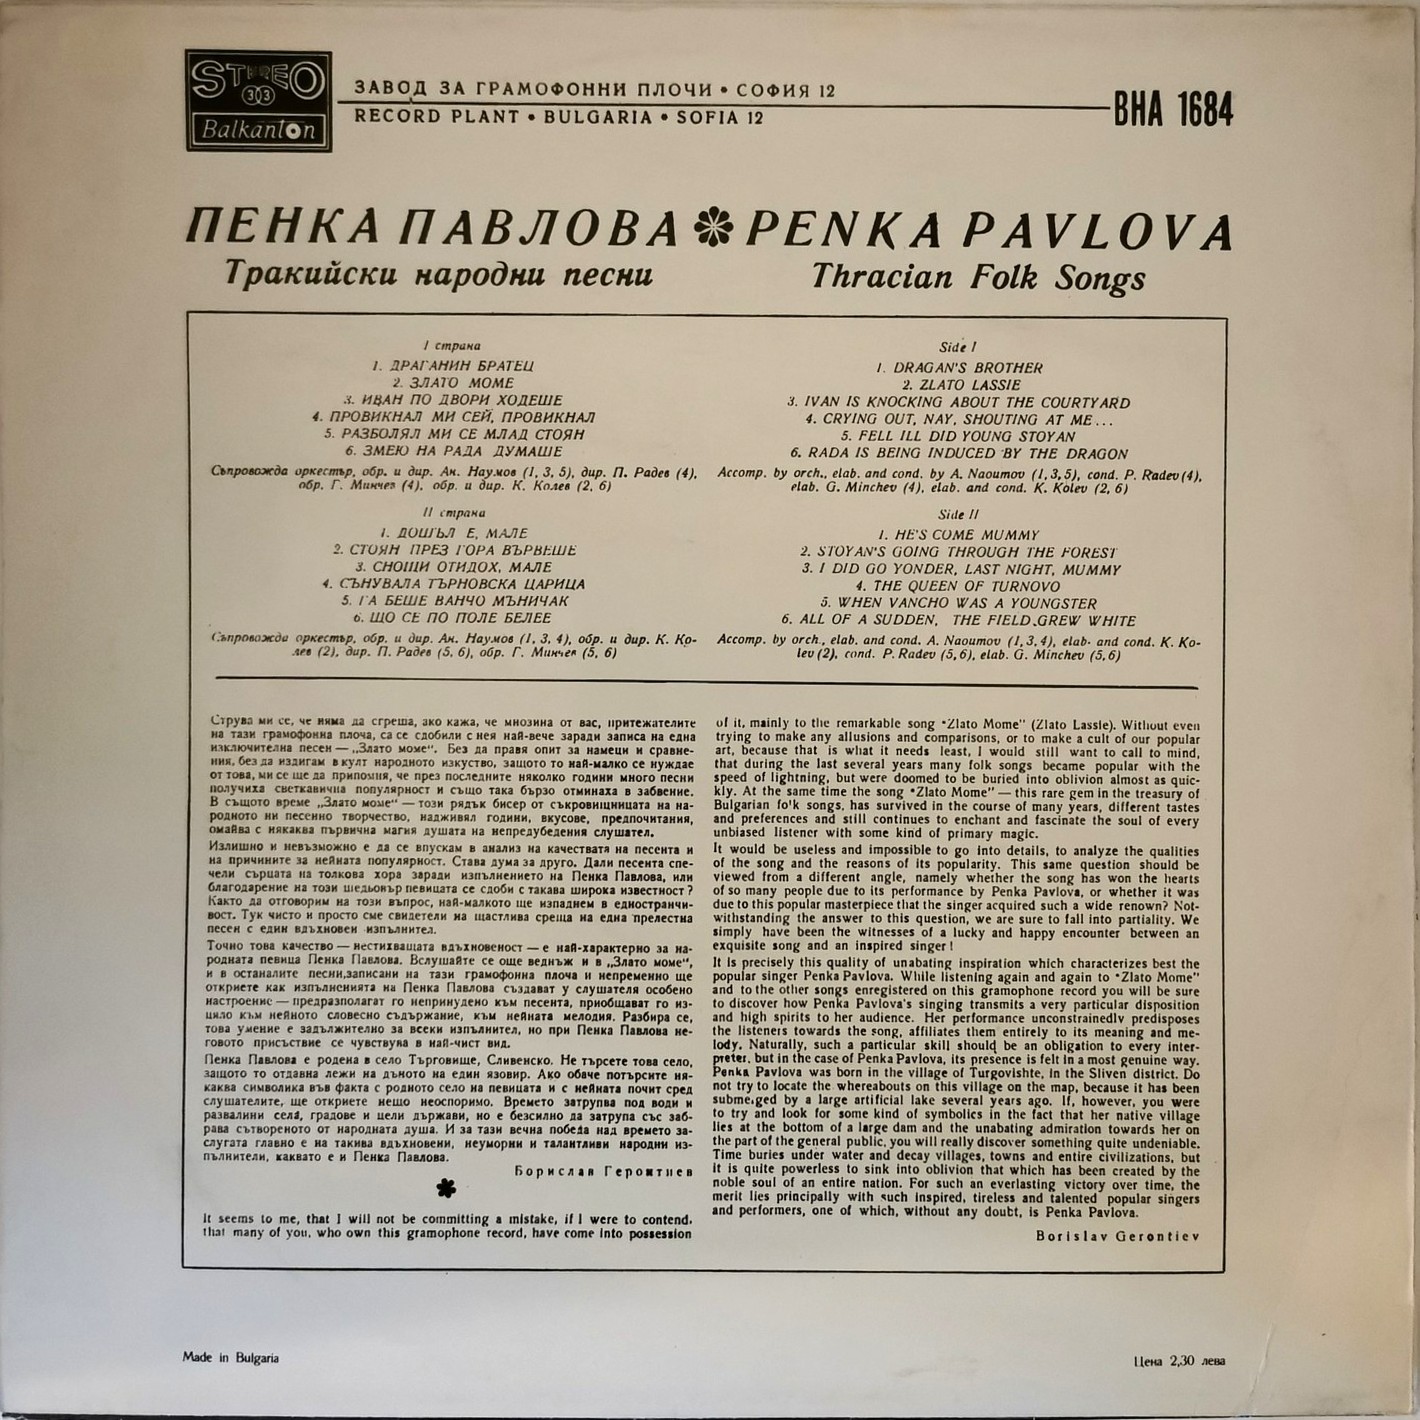 STEREO
33
Balkanton
ЗАВОД ЗА ГРАМОФОННИ ПЛОЧИ • СОФИЯ 12
RECORD PLANT • BULGARIA • SOFIA 12
ВНА 1684
ПЕНКА ПАВЛОВА ✽ PENKA PAVLOVA
Тракийски народни песни
Thracian Folk Songs
I страна
1. ДРАГАНИН БРАТЕЦ
2. ЗЛАТО МОМЕ
3. ИВАН ПО ДВОРИ ХОДЕШЕ
4. ПРОВИКНАЛ МИ СЕЙ, ПРОВИКНАЛ
5. РАЗБОЛЯЛ МИ СЕ МЛАД СТОЯН
6. ЗМЕЮ НА РАДА ДУМАШЕ
Съпровожда оркестър, обр. и дир. Ан. Наумов (1, 3, 5), дир. П. Радев (4),
обр. Г. Минчев (4), обр. и дир. К. Колев (2, 6)
II страна
1. ДОШЪЛ Е, МАЛЕ
2. СТОЯН ПРЕЗ ГОРА ВЪРВЕШЕ
3. СНОЩИ ОТИДОХ, МАЛЕ
4. СЪНУВАЛА ТЪРНОВСКА ЦАРИЦА
5. ГА БЕШЕ ВАНЧО МЪНИЧАК
6. ЩО СЕ ПО ПОЛЕ БЕЛЕЕ
Съпровожда оркестър, обр. и дир. Ан. Наумов (1, 3, 4), обр. и дир. К. Ко-
лев (2), дир. П. Радев (5, 6), обр. Г. Минчев (5, 6)
Side I
1. DRAGAN'S BROTHER
2. ZLATO LASSIE
3. IVAN IS KNOCKING ABOUT THE COURTYARD
4. CRYING OUT, NAY, SHOUTING AT ME...
5. FELL ILL DID YOUNG STOYAN
6. RADA IS BEING INDUCED BY THE DRAGON
Accomp. by orch., elab. and cond. by A. Naoumov (1,3,5), cond. P. Radev (4),
elab. G. Minchev (4), elab. and cond. K. Kolev (2, 6)
Side II
1. HE'S COME MUMMY
2. STOYAN'S GOING THROUGH THE FOREST
3. I DID GO YONDER, LAST NIGHT, MUMMY
4. THE QUEEN OF TURNOVO
5. WHEN VANCHO WAS A YOUNGSTER
6. ALL OF A SUDDEN, THE FIELD GREW WHITE
Accomp. by orch., elab. and cond. A. Naoumov (1,3,4), elab- and cond. K. Ko-
lev (2), cond. P. Radev (5,6), elab. G. Minchev (5,6)
Струва ми се, че няма да сгреша, ако кажа, че мнозина от вас, притежателите
на тази грамофонна плоча, са се сдобили с нея най-вече заради записа на една
изключителна песен — „Злато моме“. Без да правя опит за намеци и сравне-
ния, без да издигам в култ народното изкуство, защото то най-малко се нуждае
от това, ми се ще да припомня, че през последните няколко години много песни
получиха светкавична популярност и също така бързо отминаха в забвение.
В същото време „Злато моме“ — този рядък бисер от съкровищницата на на-
родното ни песенно творчество, надживял години, вкусове, предпочитания,
омайва с някаква първична магия душата на непредубедения слушател.
Излишно и невъзможно е да се впускам в анализ на качествата на песента и
на причините за нейната популярност. Става дума за друго. Дали песента спе-
чели сърцата на толкова хора заради изпълнението на Пенка Павлова, или
благодарение на този шедьовър певицата се сдоби с такава широка известност?
Както да отговорим на този въпрос, най-малкото ще изпаднем в едностранчи-
вост. Тук чисто и просто сме свидетели на щастлива среща на една прелестна
песен с един вдъхновен изпълнител.
Точно това качество — нестихващата вдъхновеност — е най-характерно за на-
родната певица Пенка Павлова. Вслушайте се още веднъж и в „Злато моме“,
и в останалите песни,записани на тази грамофонна плоча и непременно ще
откриете как изпълненията на Пенка Павлова създават у слушателя особено
настроение — предразполагат го непринудено към песента, приобщават го из-
цяло към нейното словесно съдържание, към нейната мелодия. Разбира се,
това умение е задължително за всеки изпълнител, но при Пенка Павлова не-
говото присъствие се чувствува в най-чист вид.
Пенка Павлова е родена в село Търговище, Сливенско. Не търсете това село,
защото то отдавна лежи на дъното на един язовир. Ако обаче потърсите ня-
каква символика във факта с родното село на певицата и с нейната почит сред
слушателите, ще откриете нещо неоспоримо. Времето затрупва под води и
развалини села, градове и цели държави, но е безсилно да затрупа със заб-
рава сътвореното от народната душа. И за тази вечна победа над времето за-
слугата главно е на такива вдъхновени, неуморни и талантливи народни из-
пълнители, каквато е и Пенка Павлова.
Борислав Геронтиев
✽
It seems to me, that I will not be committing a mistake, if I were to contend,
that many of you, who own this gramophone record, have come into possession
of it, mainly to the remarkable song "Zlato Mome" (Zlato Lassie). Without even
trying to make any allusions and comparisons, or to make a cult of our popular
art, because that is what it needs least, I would still want to call to mind,
that during the last several years many folk songs became popular with the
speed of lightning, but were doomed to be buried into oblivion almost as quic-
kly. At the same time the song "Zlato Mome" — this rare gem in the treasury of
Bulgarian folk songs, has survived in the course of many years, different tastes
and preferences and still continues to enchant and fascinate the soul of every
unbiased listener with some kind of primary magic.
It would be useless and impossible to go into details, to analyze the qualities
of the song and the reasons of its popularity. This same question should be
viewed from a different angle, namely whether the song has won the hearts
of so many people due to its performance by Penka Pavlova, or whether it was
due to this popular masterpiece that the singer acquired such a wide renown? Not-
withstanding the answer to this question, we are sure to fall into partiality. We
simply have been the witnesses of a lucky and happy encounter between an
exquisite song and an inspired singer!
It is precisely this quality of unabating inspiration which characterizes best the
popular singer Penka Pavlova. While listening again and again to "Zlato Mome"
and to the other songs enregistered on this gramophone record you will be sure
to discover how Penka Pavlova's singing transmits a very particular disposition
and high spirits to her audience. Her performance unconstrainedly predisposes
the listeners towards the song, affiliates them entirely to its meaning and me-
lody. Naturally, such a particular skill should be an obligation to every inter-
preter, but in the case of Penka Pavlova, its presence is felt in a most genuine way.
Penka Pavlova was born in the village of Turgovishte, in the Sliven district. Do
not try to locate the whereabouts on this village on the map, because it has been
submerged by a large artificial lake several years ago. If, however, you were
to try and look for some kind of symbolics in the fact that her native village
lies at the bottom of a large dam and the unabating admiration towards her on
the part of the general public, you will really discover something quite undeniable.
Time buries under water and decay villages, towns and entire civilizations, but
it is quite powerless to sink into oblivion that which has been created by the
noble soul of an entire nation. For such an everlasting victory over time, the
merit lies principally with such inspired, tireless and talented popular singers
and performers, one of which, without any doubt, is Penka Pavlova.
Borislav Gerontiev
Made in Bulgaria
Цена 2,30 лева